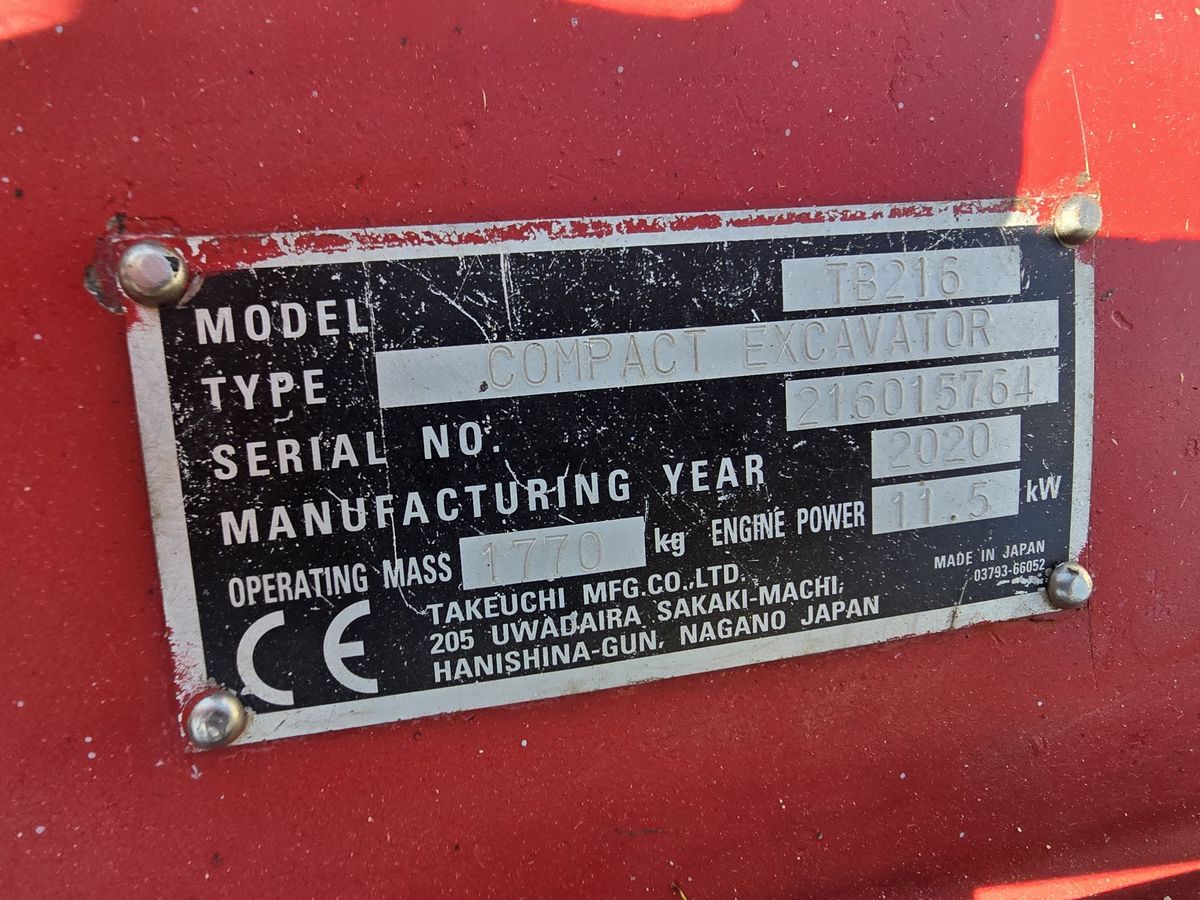 MODEL TB216
TYPE COMPACT EXCAVATOR
SERIAL NO. 216015764
MANUFACTURING YEAR 2020
OPERATING MASS 1770 kg ENGINE POWER 11.5 kW
CE
TAKEUCHI MFG.CO.,LTD.
205 UWADAIRA SAKAKI-MACHI,
HANISHINA-GUN, NAGANO JAPAN
MADE IN JAPAN
03793-66052